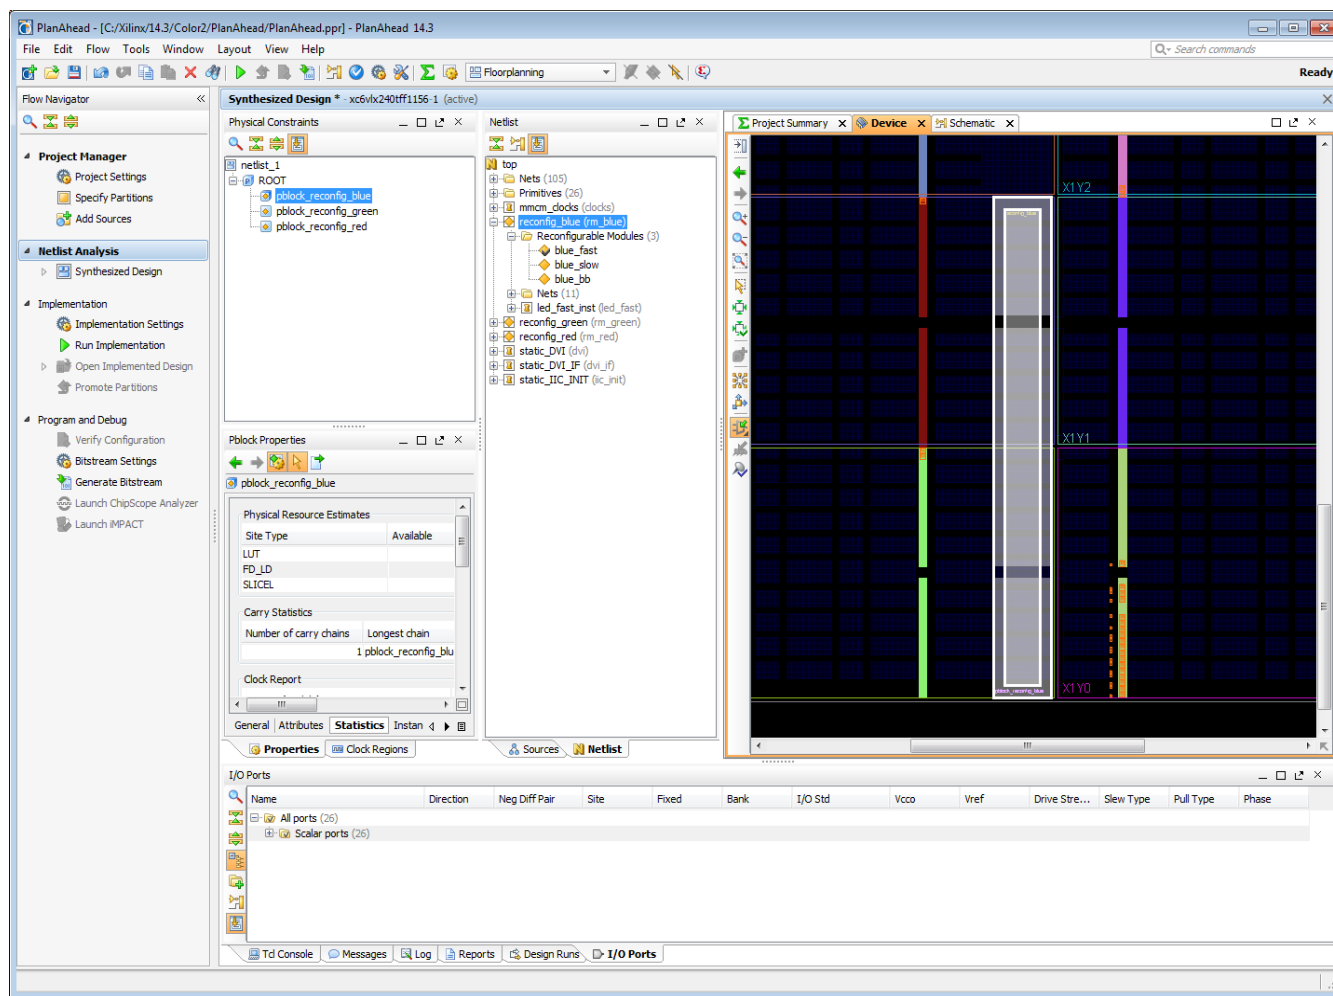 PlanAhead - [C:/Xilinx/14.3/Color2/PlanAhead/PlanAhead.ppr] - PlanAhead 14.3
File Edit Flow Tools Window Layout View Help
Search commands
Floorplanning
Ready
Flow Navigator
Project Manager
Project Settings
Specify Partitions
Add Sources
Netlist Analysis
Synthesized Design
Implementation
Implementation Settings
Run Implementation
Open Implemented Design
Promote Partitions
Program and Debug
Verify Configuration
Bitstream Settings
Generate Bitstream
Launch ChipScope Analyzer
Launch iMPACT
Synthesized Design * - xc6vlx240tff1156-1 (active)
Physical Constraints
netlist_1
ROOT
pblock_reconfig_blue
pblock_reconfig_green
pblock_reconfig_red
Pblock Properties
pblock_reconfig_blue
Physical Resource Estimates
Site Type Available
LUT
FD_LD
SLICEL
Carry Statistics
Number of carry chains Longest chain
1 pblock_reconfig_blu
Clock Report
General Attributes Statistics Instan
Properties Clock Regions
Netlist
top
Nets (105)
Primitives (26)
mmcm_clocks (clocks)
reconfig_blue (rm_blue)
Reconfigurable Modules (3)
blue_fast
blue_slow
blue_bb
Nets (11)
led_fast_inst (led_fast)
reconfig_green (rm_green)
reconfig_red (rm_red)
static_DVI (dvi)
static_DVI_IF (dvi_if)
static_IIC_INIT (iic_init)
Sources Netlist
Project Summary Device Schematic
X1Y2
reconfig_blue
X1Y1
X1Y0
pblock_reconfig_blue
I/O Ports
Name Direction Neg Diff Pair Site Fixed Bank I/O Std Vcco Vref Drive Stre... Slew Type Pull Type Phase
All ports (26)
Scalar ports (26)
Tcl Console Messages Log Reports Design Runs I/O Ports